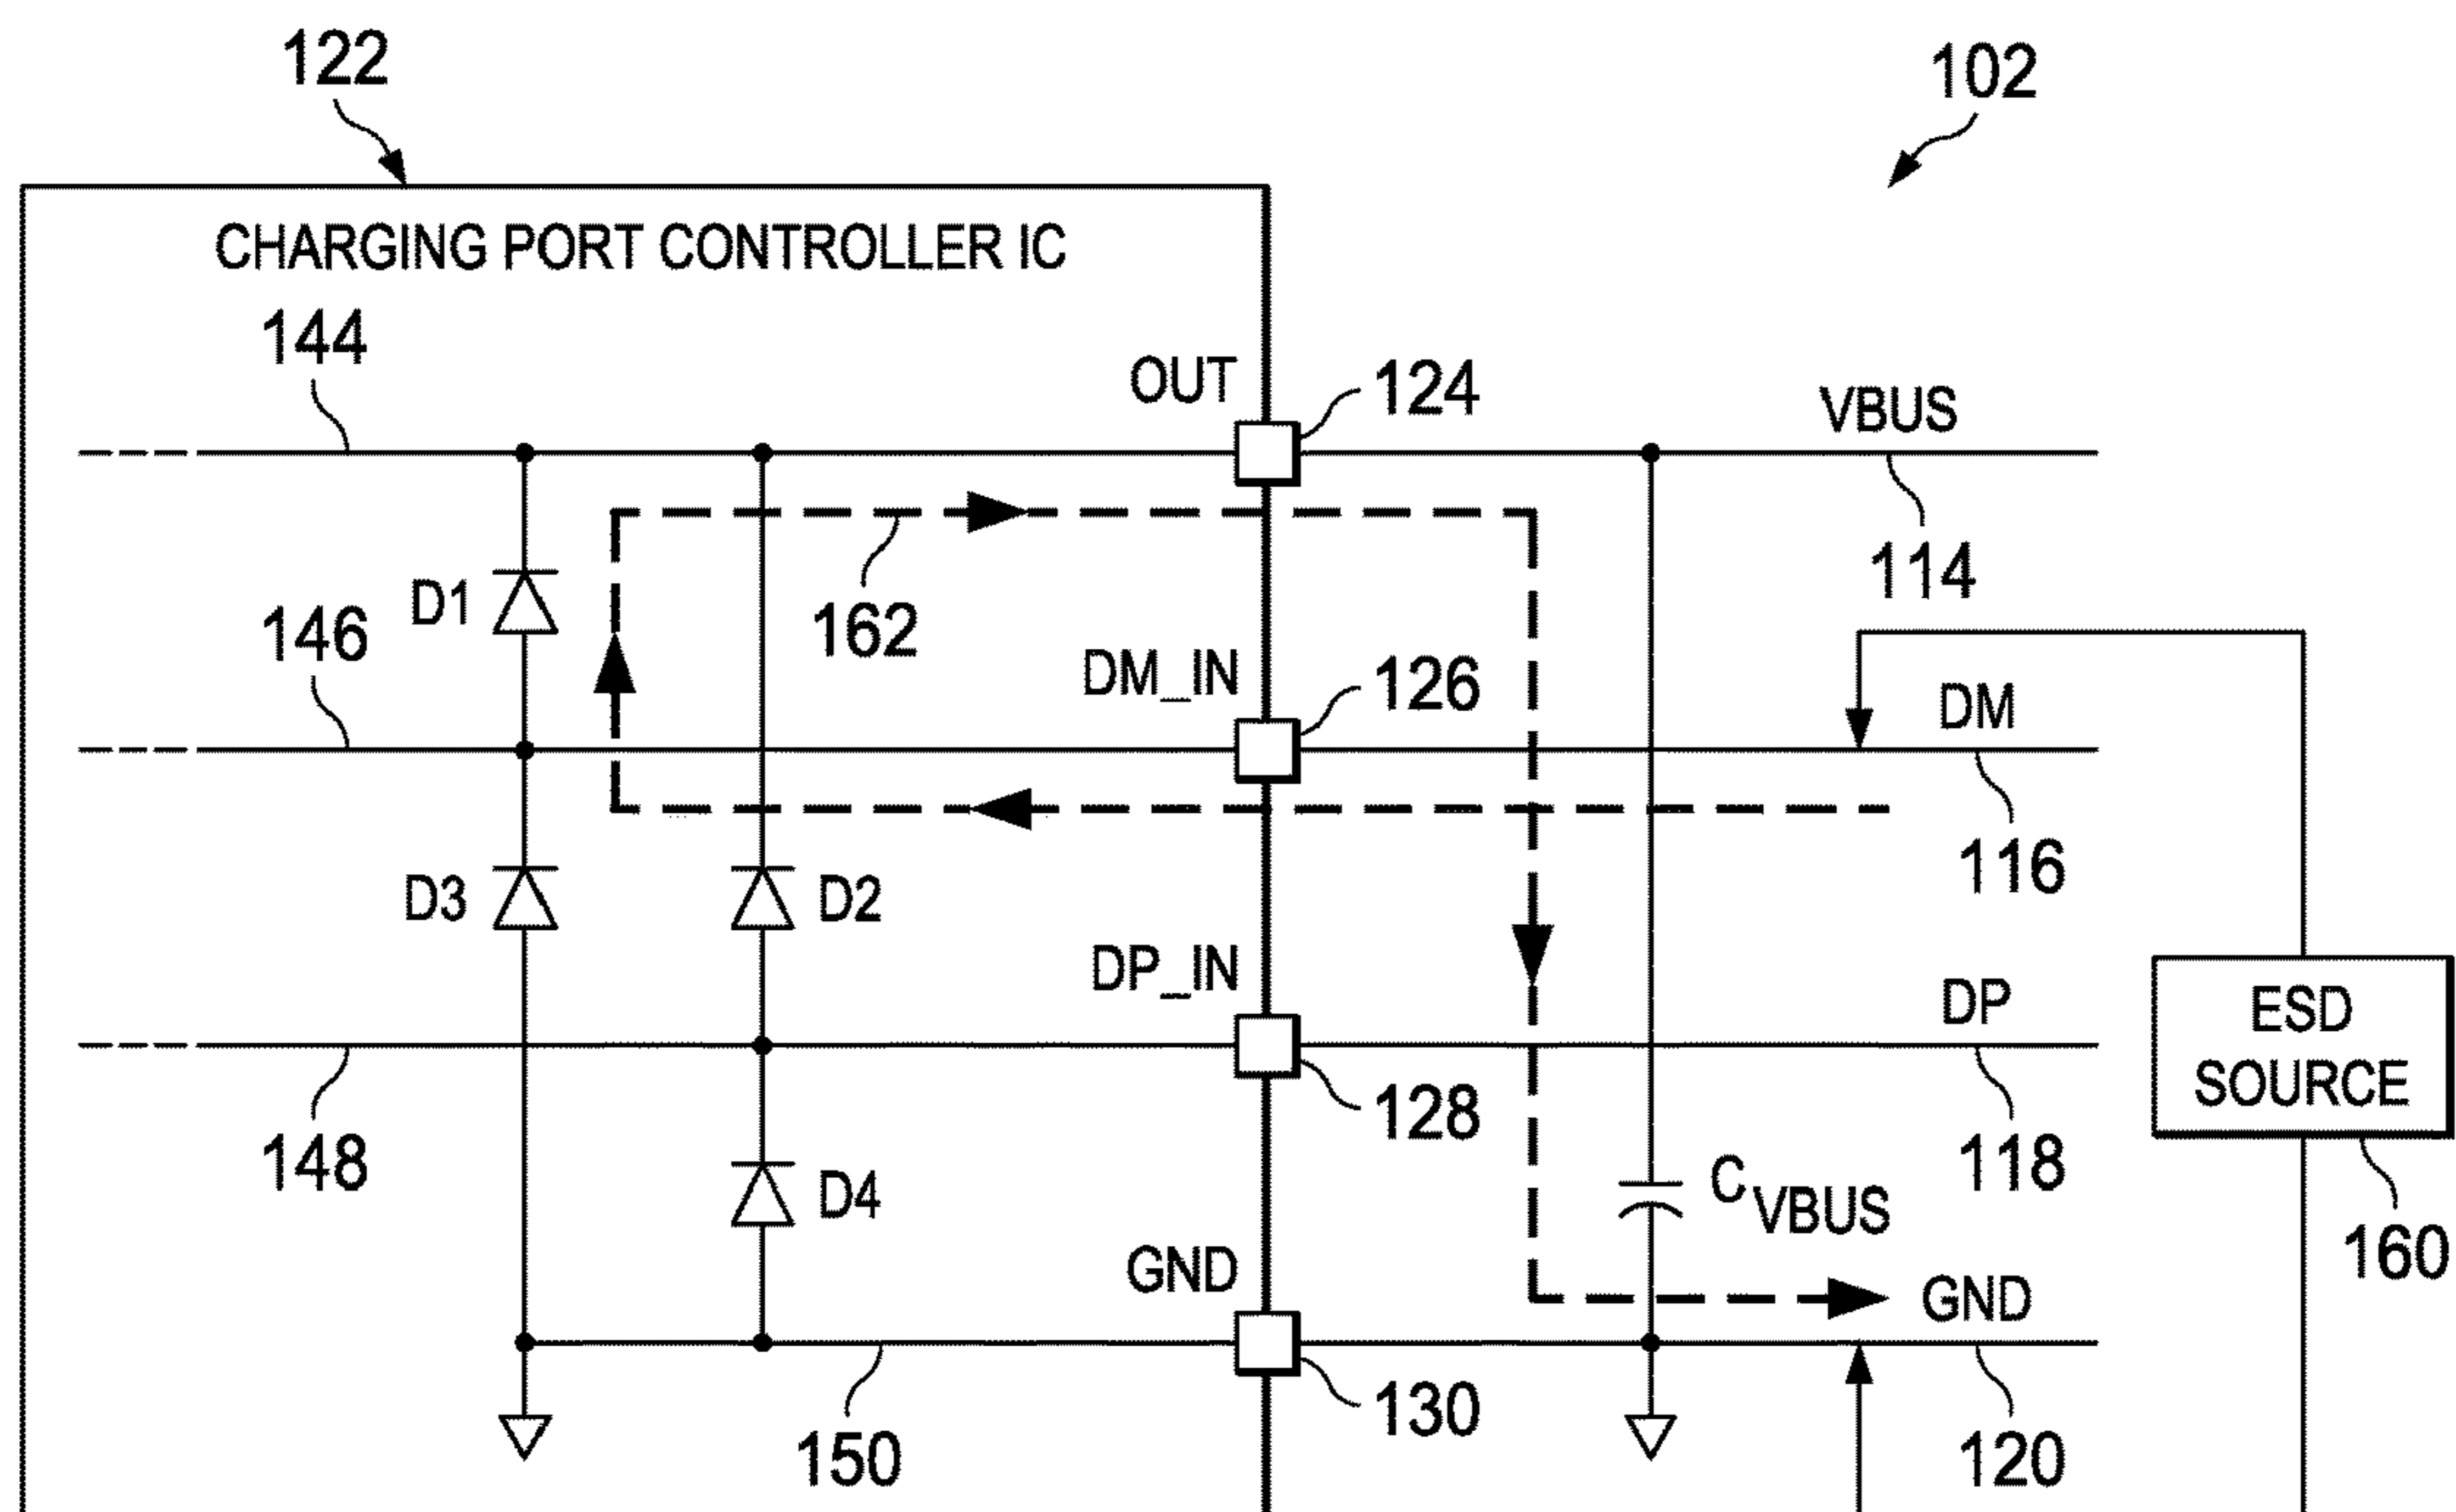 122
102
CHARGING PORT CONTROLLER IC
144
OUT
124
VBUS
114
D1
162
146
DM_IN
126
DM
116
D3
D2
DP_IN
DP
ESD
SOURCE
128
118
148
D4
CVBUS
160
GND
GND
130
150
120